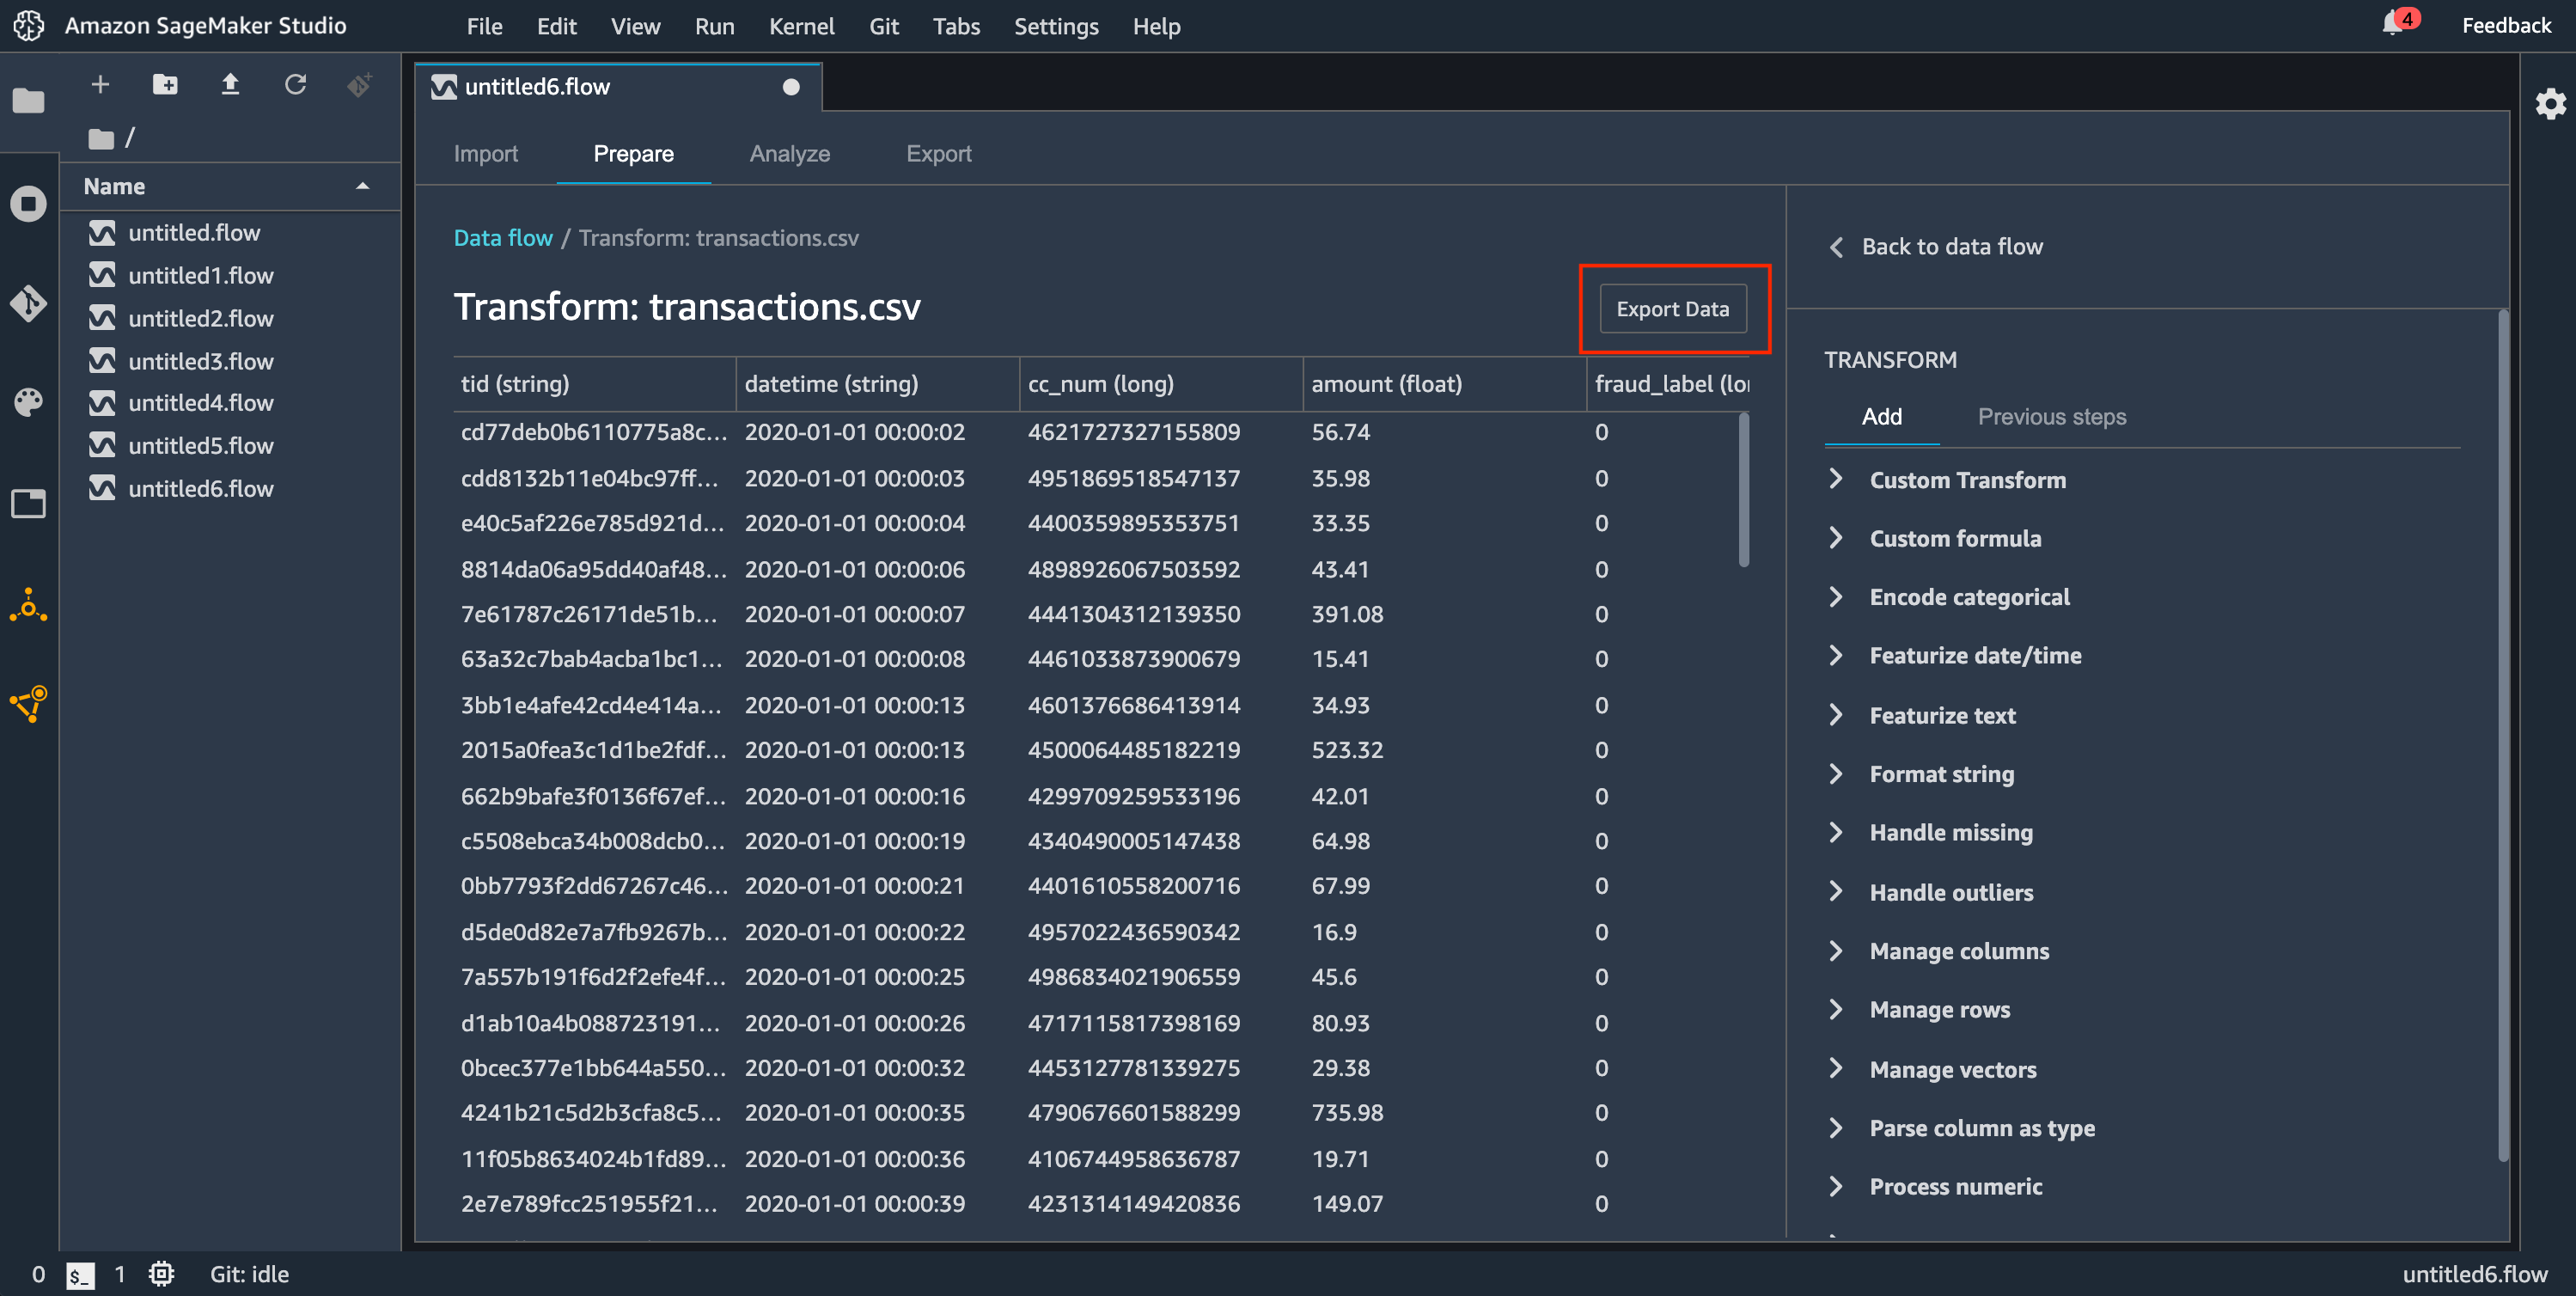 Amazon SageMaker Studio File Edit View Run Kernel Git Tabs Settings Help 4 Feedback
/
Name
untitled.flow
untitled1.flow
untitled2.flow
untitled3.flow
untitled4.flow
untitled5.flow
untitled6.flow
untitled6.flow
Import Prepare Analyze Export
Data flow / Transform: transactions.csv
Transform: transactions.csv
Export Data
tid (string) datetime (string) cc_num (long) amount (float) fraud_label (lo
cd77deb0b6110775a8c... 2020-01-01 00:00:02 4621727327155809 56.74 0
cdd8132b11e04bc97ff... 2020-01-01 00:00:03 4951869518547137 35.98 0
e40c5af226e785d921d... 2020-01-01 00:00:04 4400359895353751 33.35 0
8814da06a95dd40af48... 2020-01-01 00:00:06 4898926067503592 43.41 0
7e61787c26171de51b... 2020-01-01 00:00:07 4441304312139350 391.08 0
63a32c7bab4acba1bc1... 2020-01-01 00:00:08 4461033873900679 15.41 0
3bb1e4afe42cd4e414a... 2020-01-01 00:00:13 4601376686413914 34.93 0
2015a0fea3c1d1be2fdf... 2020-01-01 00:00:13 4500064485182219 523.32 0
662b9bafe3f0136f67ef... 2020-01-01 00:00:16 4299709259533196 42.01 0
c5508ebca34b008dcb0... 2020-01-01 00:00:19 4340490005147438 64.98 0
0bb7793f2dd67267c46... 2020-01-01 00:00:21 4401610558200716 67.99 0
d5de0d82e7a7fb9267b... 2020-01-01 00:00:22 4957022436590342 16.9 0
7a557b191f6d2f2efe4f... 2020-01-01 00:00:25 4986834021906559 45.6 0
d1ab10a4b088723191... 2020-01-01 00:00:26 4717115817398169 80.93 0
0bcec377e1bb644a550... 2020-01-01 00:00:32 4453127781339275 29.38 0
4241b21c5d2b3cfa8c5... 2020-01-01 00:00:35 4790676601588299 735.98 0
11f05b8634024b1fd89... 2020-01-01 00:00:36 4106744958636787 19.71 0
2e7e789fcc251955f21... 2020-01-01 00:00:39 4231314149420836 149.07 0
Back to data flow
TRANSFORM
Add Previous steps
Custom Transform
Custom formula
Encode categorical
Featurize date/time
Featurize text
Format string
Handle missing
Handle outliers
Manage columns
Manage rows
Manage vectors
Parse column as type
Process numeric
0 $_ 1 Git: idle untitled6.flow